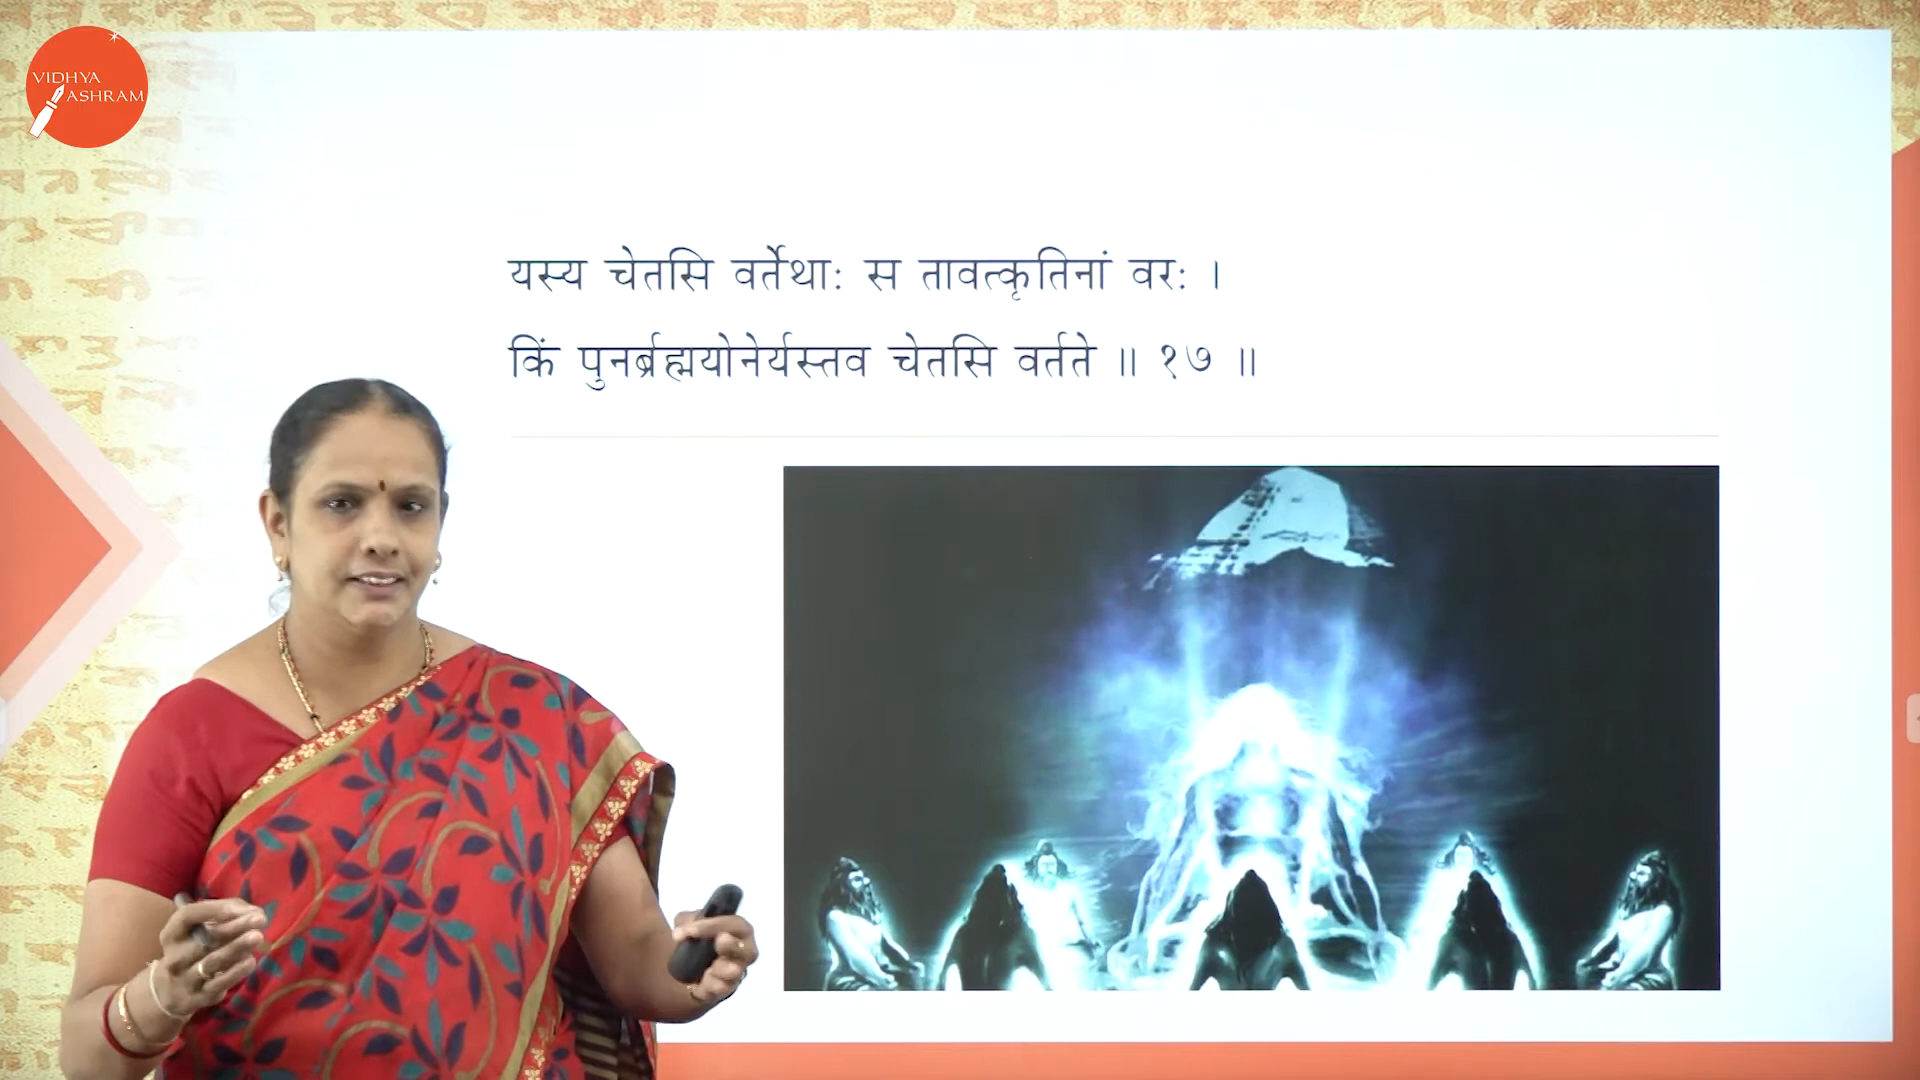 VIDHYA
ASHRAM
यस्य चेतसि वर्तेथाः स तावत्कृतिनां वरः ।
किं पुनर्ब्रह्मयोनेर्यस्तव चेतसि वर्तते ॥ १७ ॥